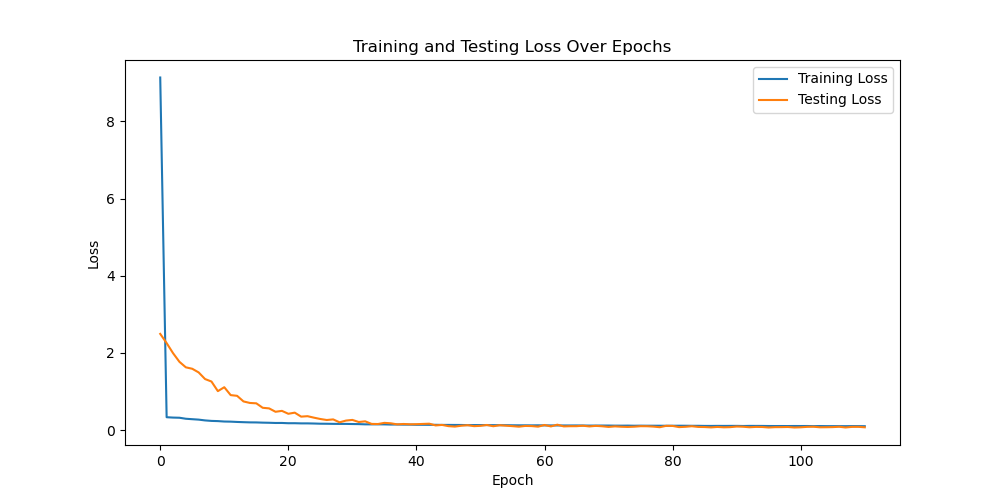 Training and Testing Loss Over Epochs
Training Loss
Testing Loss
8
6
4
2
0
Loss
0 20 40 60 80 100
Epoch